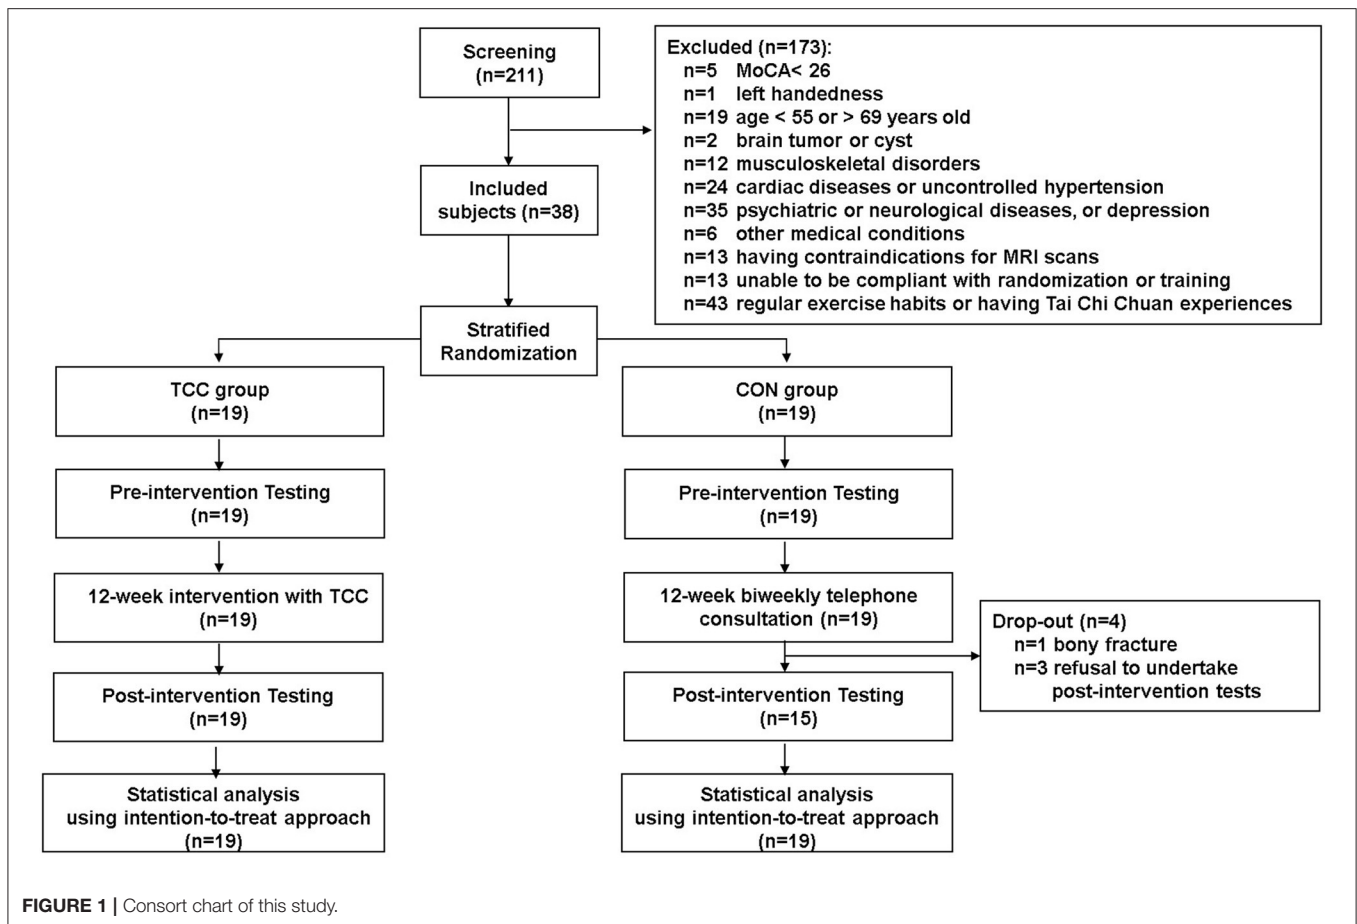 Screening
(n=211)
Excluded (n=173):
n=5 MoCA< 26
n=1 left handedness
n=19 age < 55 or > 69 years old
n=2 brain tumor or cyst
n=12 musculoskeletal disorders
n=24 cardiac diseases or uncontrolled hypertension
n=35 psychiatric or neurological diseases, or depression
n=6 other medical conditions
n=13 having contraindications for MRI scans
n=13 unable to be compliant with randomization or training
n=43 regular exercise habits or having Tai Chi Chuan experiences
Included
subjects (n=38)
Stratified
Randomization
TCC group
(n=19)
CON group
(n=19)
Pre-intervention Testing
(n=19)
Pre-intervention Testing
(n=19)
12-week intervention with TCC
(n=19)
12-week biweekly telephone
consultation (n=19)
Drop-out (n=4)
n=1 bony fracture
n=3 refusal to undertake
post-intervention tests
Post-intervention Testing
(n=19)
Post-intervention Testing
(n=15)
Statistical analysis
using intention-to-treat approach
(n=19)
Statistical analysis
using intention-to-treat approach
(n=19)
FIGURE 1 | Consort chart of this study.